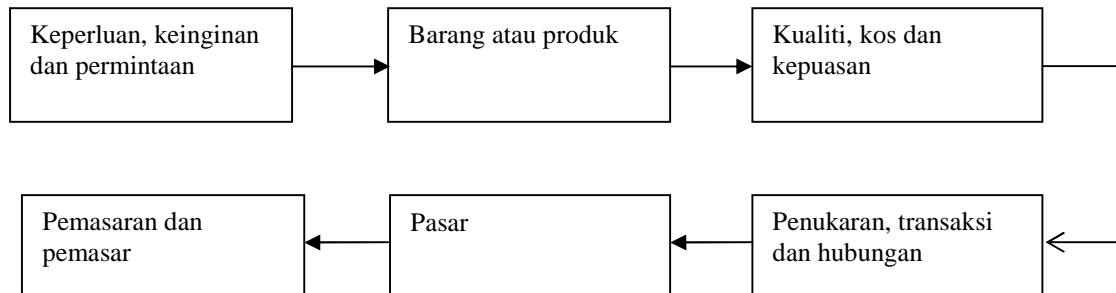 Keperluan, keinginan
dan permintaan
Barang atau produk
Kualiti, kos dan
kepuasan
Penukaran, transaksi
dan hubungan
Pasar
Pemasaran dan
pemasar